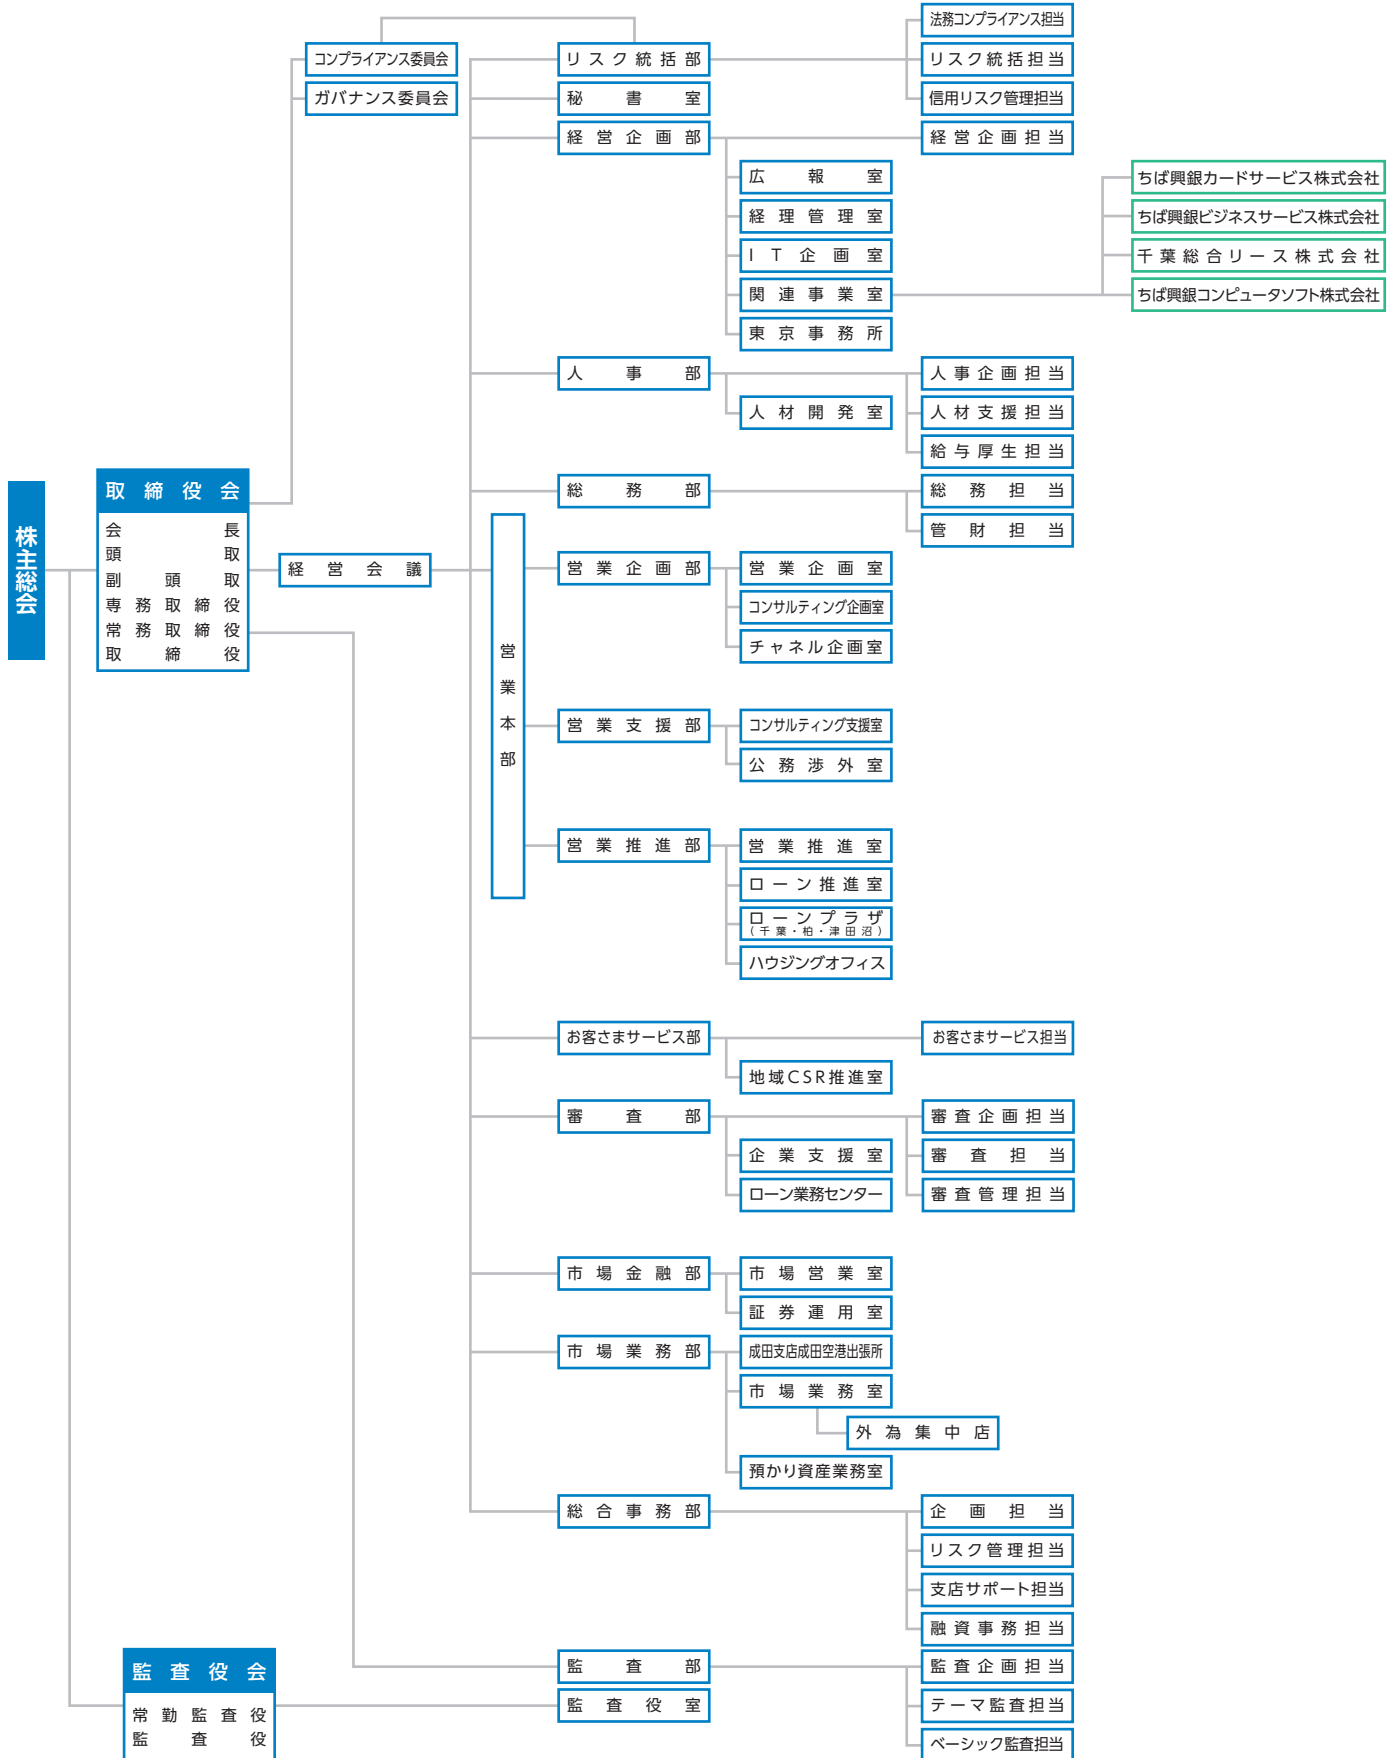 株主総会
取締役会
会長
頭取
副頭取
専務取締役
常務取締役
取締役
監査役会
常勤監査役
監査役
コンプライアンス委員会
ガバナンス委員会
経営会議
営業本部
リスク統括部
法務コンプライアンス担当
リスク統括担当
信用リスク管理担当
秘書室
経営企画部
経営企画担当
広報室
経理管理室
IT企画室
関連事業室
東京事務所
ちば興銀カードサービス株式会社
ちば興銀ビジネスサービス株式会社
千葉総合リース株式会社
ちば興銀コンピュータソフト株式会社
人事部
人材開発室
人事企画担当
人材支援担当
給与厚生担当
総務部
総務担当
管財担当
営業企画部
営業企画室
コンサルティング企画室
チャネル企画室
営業支援部
コンサルティング支援室
公務渉外室
営業推進部
営業推進室
ローン推進室
ローンプラザ
(千葉・柏・津田沼)
ハウジングオフィス
お客さまサービス部
お客さまサービス担当
地域CSR推進室
審査部
審査企画担当
企業支援室
審査担当
ローン業務センター
審査管理担当
市場金融部
市場営業室
証券運用室
市場業務部
成田支店成田空港出張所
市場業務室
外為集中店
預かり資産業務室
総合事務部
企画担当
リスク管理担当
支店サポート担当
融資事務担当
監査部
監査企画担当
監査役室
テーマ監査担当
ベーシック監査担当